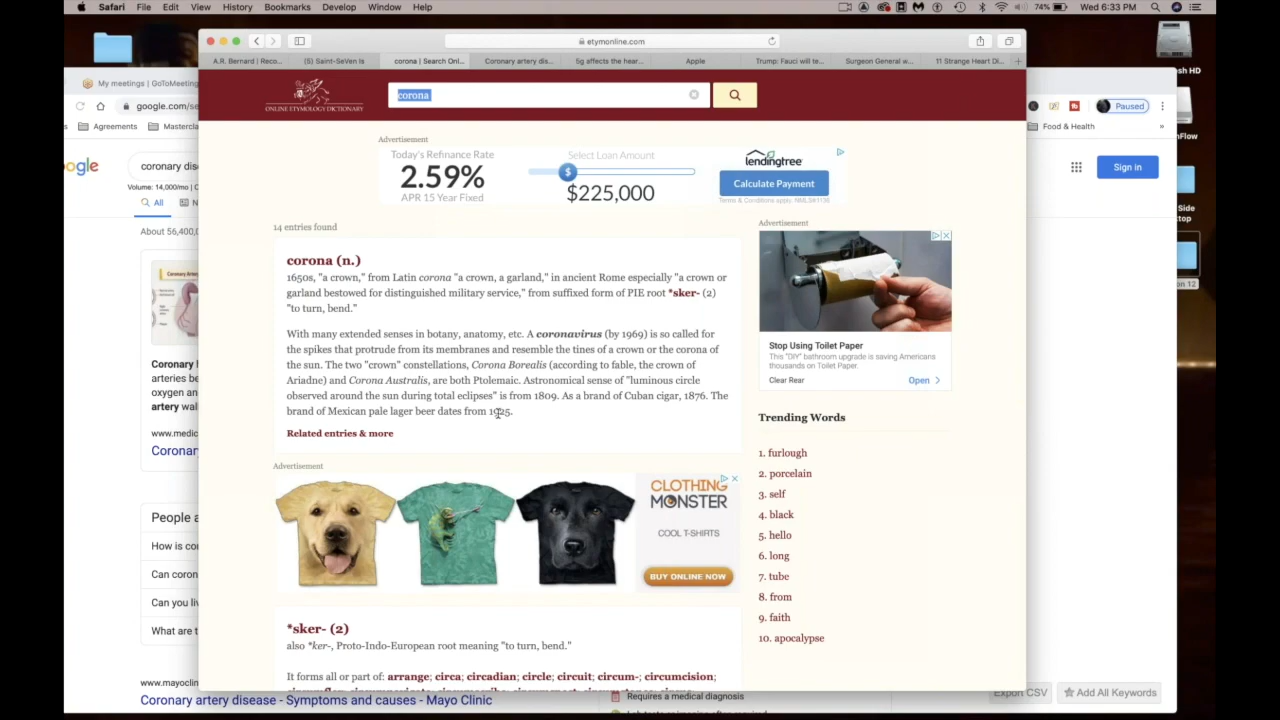 Safari File Edit View History Bookmarks Develop Window Help
74% Wed 6:33 PM
etymonline.com
A.R. Bernard | Reco...
(5) Saint-SeVen Is
corona | Search Onl...
Coronary artery dis...
5g affects the hear...
Apple
Trump: Fauci will te...
Surgeon General w...
11 Strange Heart Di...
My meetings | GoToMeeting
google.com/se
Paused
Agreements
Mastercla
Food & Health
ONLINE ETYMOLOGY DICTIONARY
corona
Sign in
coronary dis
Volume: 14,000/mo
All
About 56,400,
Advertisement
Today's Refinance Rate
2.59%
APR 15 Year Fixed
Select Loan Amount
$
$225,000
lendingtree
Calculate Payment
Terms & Conditions apply. NMLS#1136
14 entries found
corona (n.)
1650s, "a crown," from Latin corona "a crown, a garland," in ancient Rome especially "a crown or
garland bestowed for distinguished military service," from suffixed form of PIE root *sker- (2)
"to turn, bend."
With many extended senses in botany, anatomy, etc. A coronavirus (by 1969) is so called for
the spikes that protrude from its membranes and resemble the tines of a crown or the corona of
the sun. The two "crown" constellations, Corona Borealis (according to fable, the crown of
Ariadne) and Corona Australis, are both Ptolemaic. Astronomical sense of "luminous circle
observed around the sun during total eclipses" is from 1809. As a brand of Cuban cigar, 1876. The
brand of Mexican pale lager beer dates from 1925.
Related entries & more
Advertisement
CLOTHING
MONSTER
COOL T-SHIRTS
BUY ONLINE NOW
*sker- (2)
also *ker-, Proto-Indo-European root meaning "to turn, bend."
It forms all or part of: arrange; circa; circadian; circle; circuit; circum-; circumcision;
Advertisement
Stop Using Toilet Paper
This "DIY" bathroom upgrade is saving Americans
thousands on Toilet Paper.
Clear Rear
Open
Trending Words
1. furlough
2. porcelain
3. self
4. black
5. hello
6. long
7. tube
8. from
9. faith
10. apocalypse
Coronary Arter
Coronary
arteries be
oxygen an
artery wal
www.medic
Coronar
People a
How is co
Can coron
Can you liv
What are t
www.mayoclin
Coronary artery disease - Symptoms and causes - Mayo Clinic
Requires a medical diagnosis
Export CSV
Add All Keywords
sh HD
nFlow
Side
top
on 12